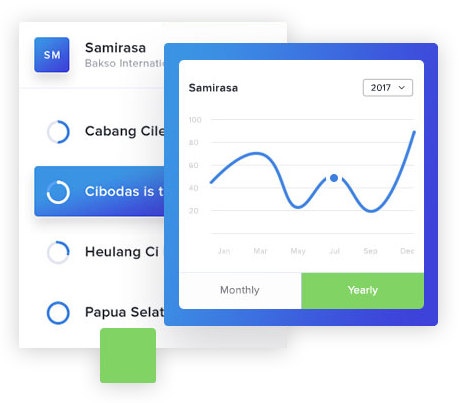 SM
Samirasa
Bakso Internatio
Cabang Cile
Cibodas is t
Heulang Ci
Papua Selat
Samirasa
2017
100
80
60
40
20
Jan Mar May Jul Sep Des
Monthly Yearly